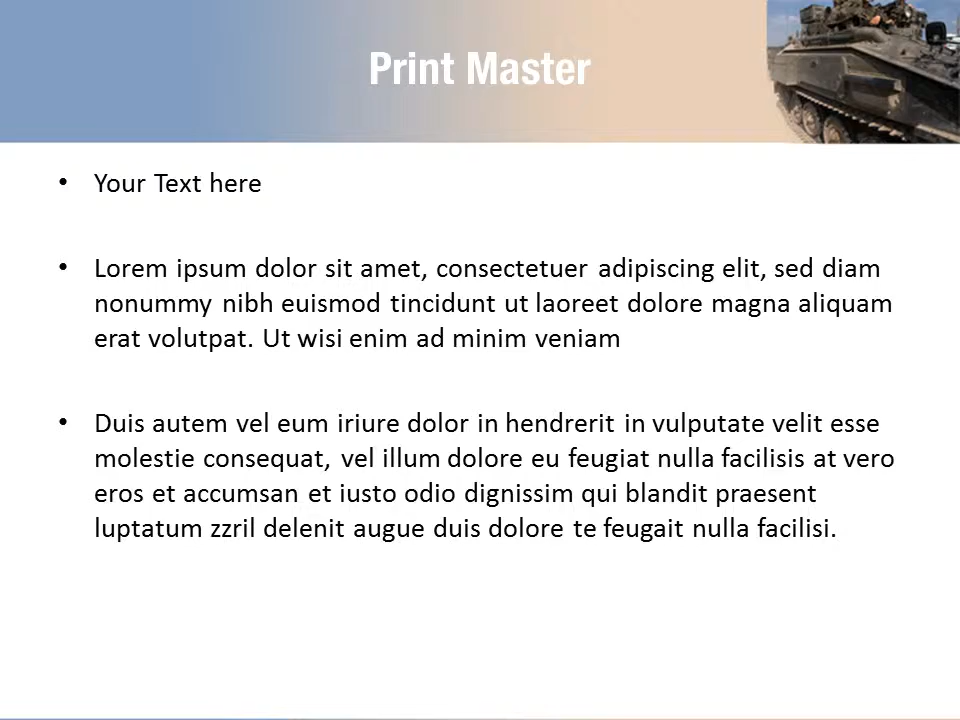 Print Master
• Your Text here
• Lorem ipsum dolor sit amet, consectetuer adipiscing elit, sed diam
nonummy nibh euismod tincidunt ut laoreet dolore magna aliquam
erat volutpat. Ut wisi enim ad minim veniam
• Duis autem vel eum iriure dolor in hendrerit in vulputate velit esse
molestie consequat, vel illum dolore eu feugiat nulla facilisis at vero
eros et accumsan et iusto odio dignissim qui blandit praesent
luptatum zzril delenit augue duis dolore te feugait nulla facilisi.